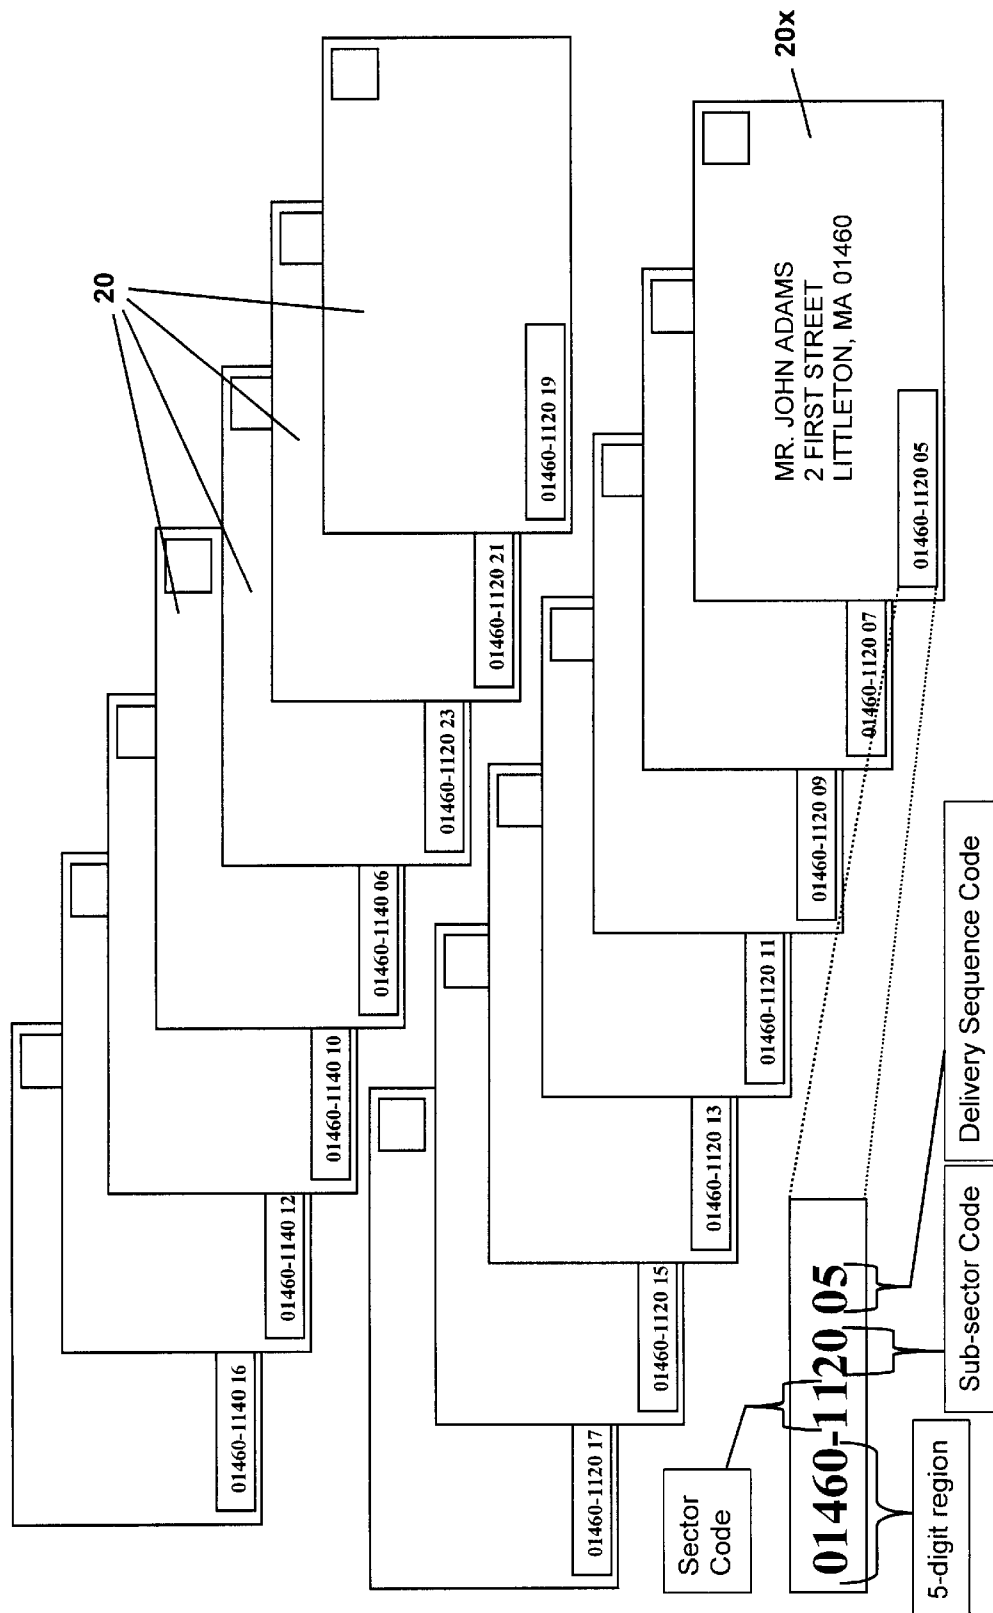 20
01460-1140 16
01460-1140 12
01460-1140 10
01460-1140 06
01460-1120 23
01460-1120 21
01460-1120 19
20x
01460-1120 17
01460-1120 15
01460-1120 13
01460-1120 11
01460-1120 09
01460-1120 07
MR. JOHN ADAMS
2 FIRST STREET
LITTLETON, MA 01460
01460-1120 05
Sector
Code
01460-1120 05
5-digit region
Sub-sector Code
Delivery Sequence Code